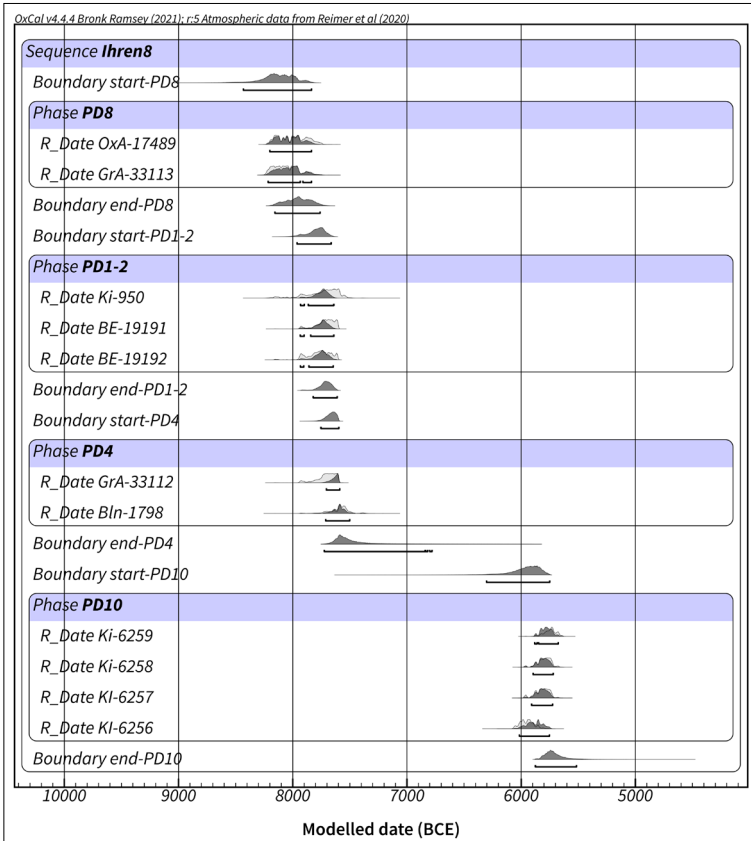 OxCal v4.4.4 Bronk Ramsey (2021); r:5 Atmospheric data from Reimer et al (2020)
Sequence Ihren8
Boundary start-PD8
Phase PD8
R_Date OxA-17489
R_Date GrA-33113
Boundary end-PD8
Boundary start-PD1-2
Phase PD1-2
R_Date Ki-950
R_Date BE-19191
R_Date BE-19192
Boundary end-PD1-2
Boundary start-PD4
Phase PD4
R_Date GrA-33112
R_Date Bln-1798
Boundary end-PD4
Boundary start-PD10
Phase PD10
R_Date Ki-6259
R_Date Ki-6258
R_Date KI-6257
R_Date KI-6256
Boundary end-PD10
10000 9000 8000 7000 6000 5000
Modelled date (BCE)